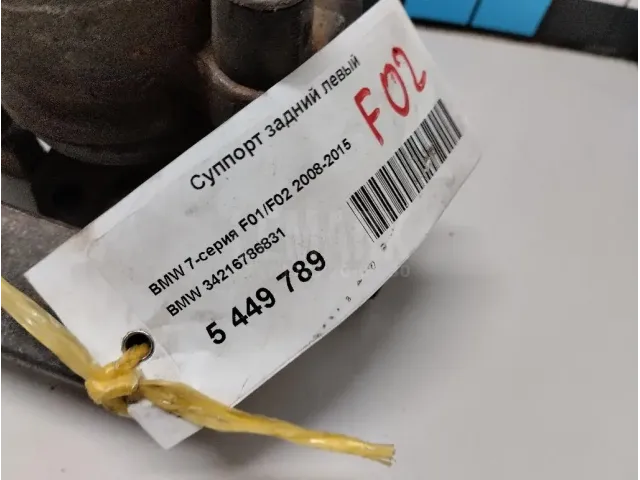 Суппорт задний левый
F02
BMW 7-серия F01/F02 2008-2015
BMW 34216786831
5 449 789